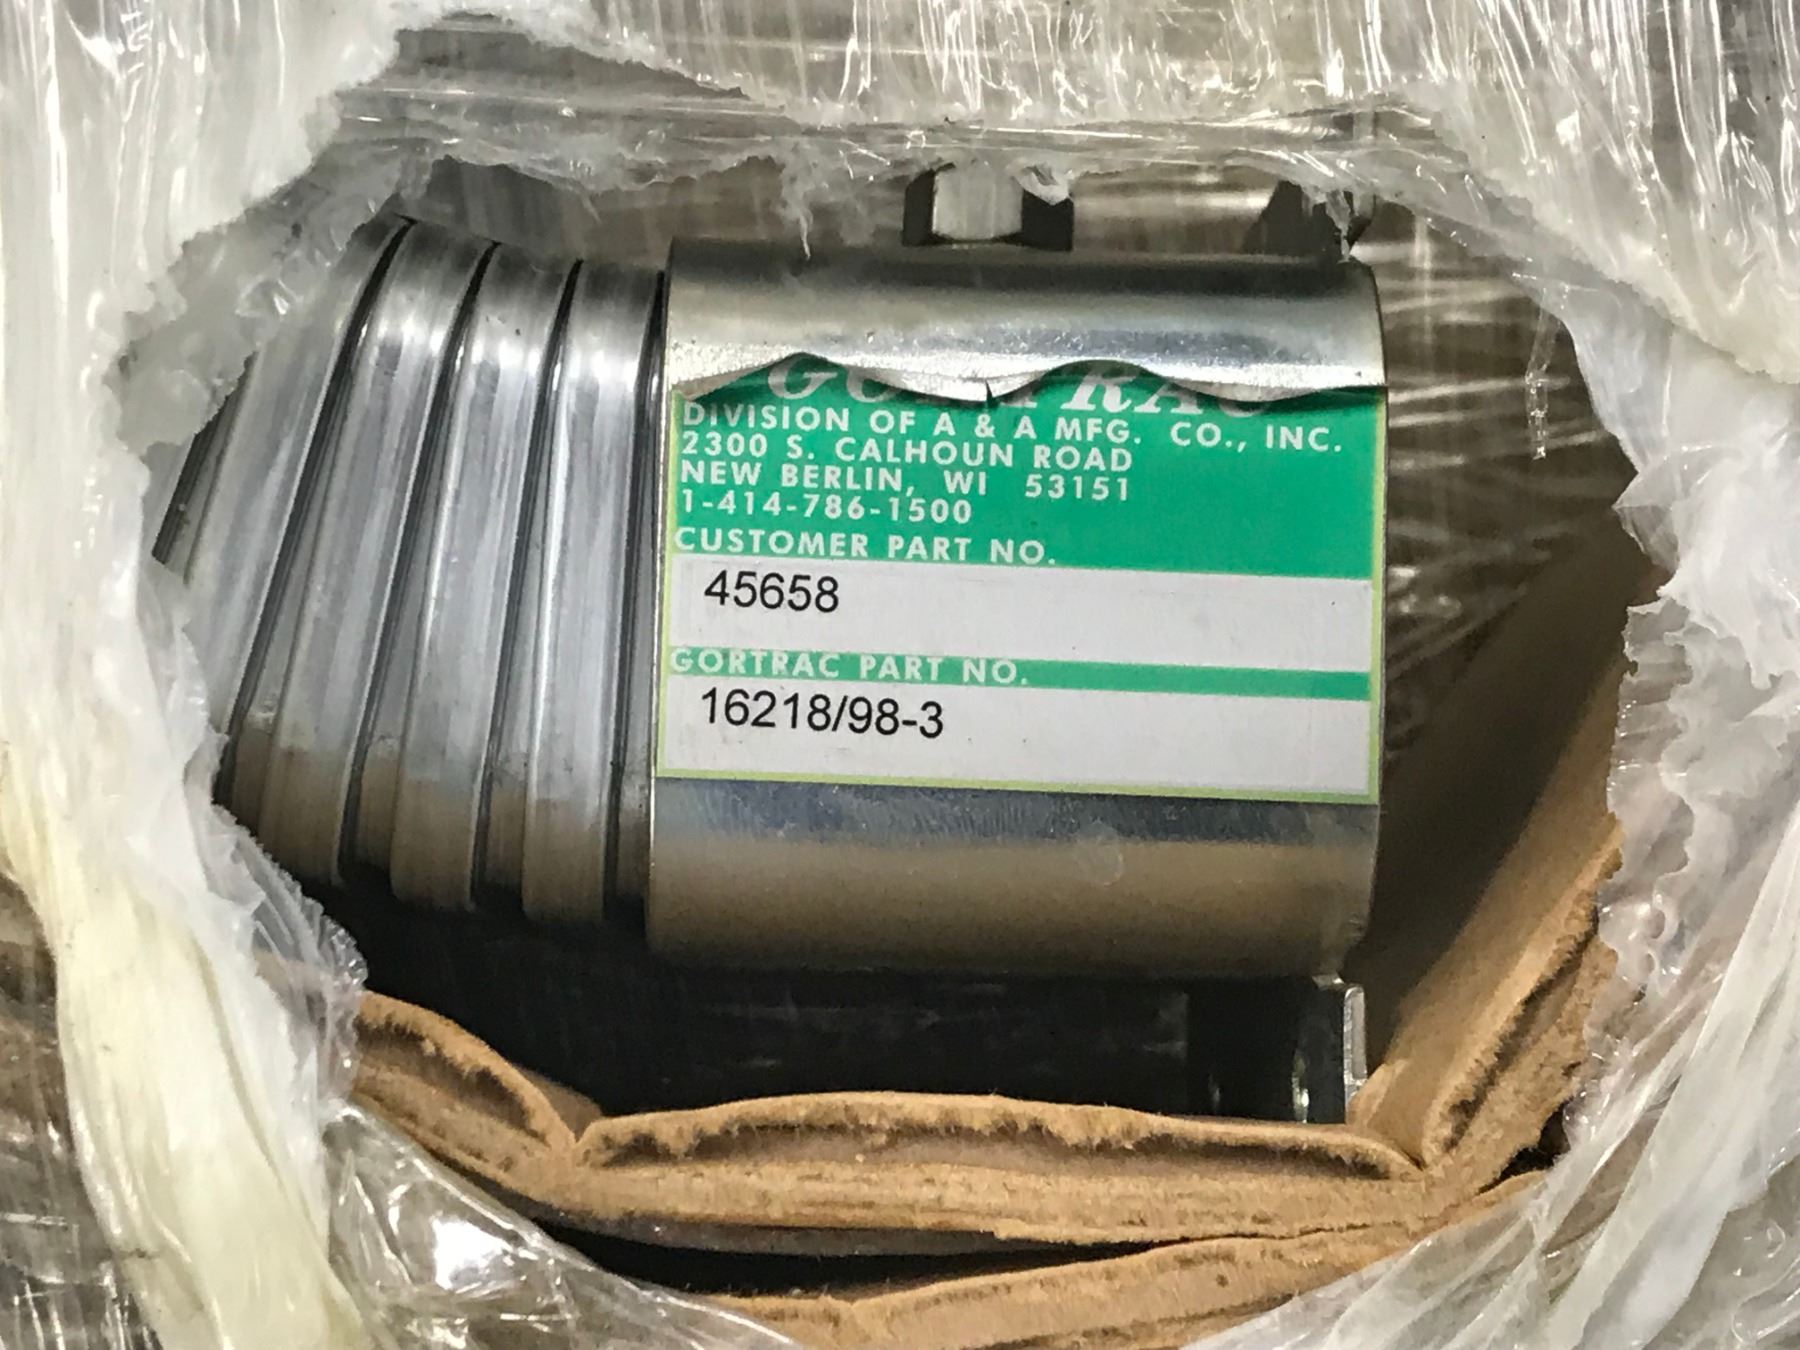 GORTRAC
DIVISION OF A & A MFG. CO., INC.
2300 S. CALHOUN ROAD
NEW BERLIN, WI 53151
1-414-786-1500
CUSTOMER PART NO.
45658
GORTRAC PART NO.
16218/98-3